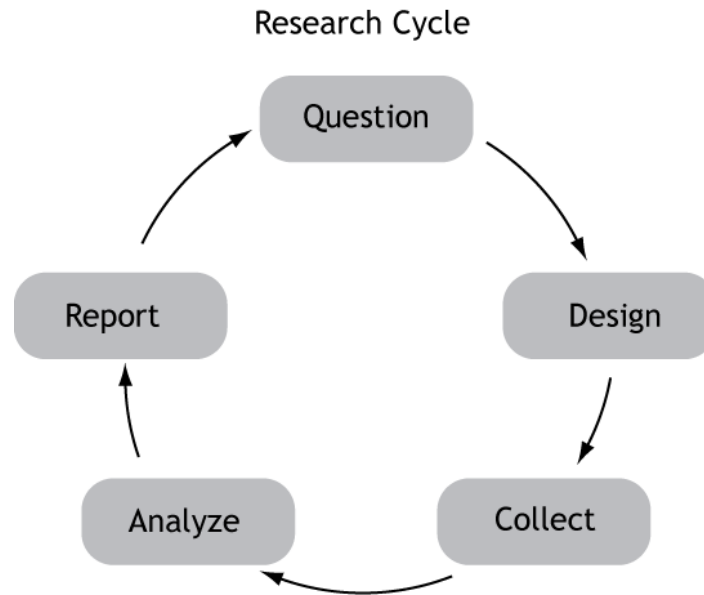 Research Cycle
Question
Design
Collect
Analyze
Report